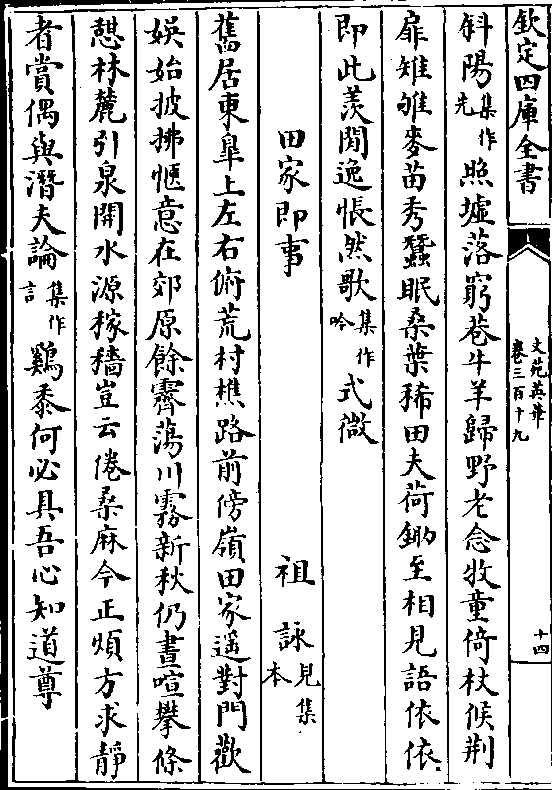 欽定四庫全書
文苑英華
卷三百十九
十四
斜陽集作先照墟落窮巷牛羊歸野老念牧童倚杖候荆
扉雉雊麥苗秀蠶眠桑葉稀田夫荷鋤至相見語依依
即此羨閒逸悵然歌集作吟式微
田家即事
祖詠見集本
舊居東臯上左右俯荒村樵路前傍嶺田家遥對門歡
娛始披拂愜意在郊原餘霽蕩川霧新秋仍晝暄攀條
憩林麓引泉開水源稼穡豈云倦桑麻今正煩方求靜
者賞偶與潛夫論集作言鷄黍何必具吾心知道尊